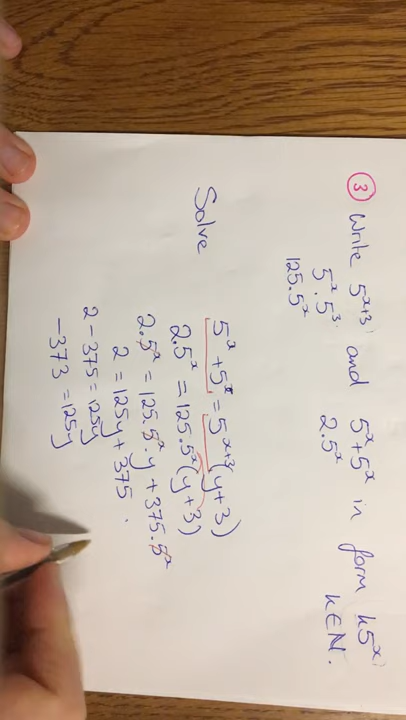 ③ Write 5^(x+3) and 5^x + 5^x in form k5^x
5^x . 5^3 2.5^x k∈N.
125.5^x
Solve 5^x + 5^x = 5^(x+3) (y+3)
2.5^x = 125.5^x (y+3)
2.5^x = 125.5^x . y + 375.5^x
2 = 125y + 375 .
2 - 375 = 125y
-373 = 125y